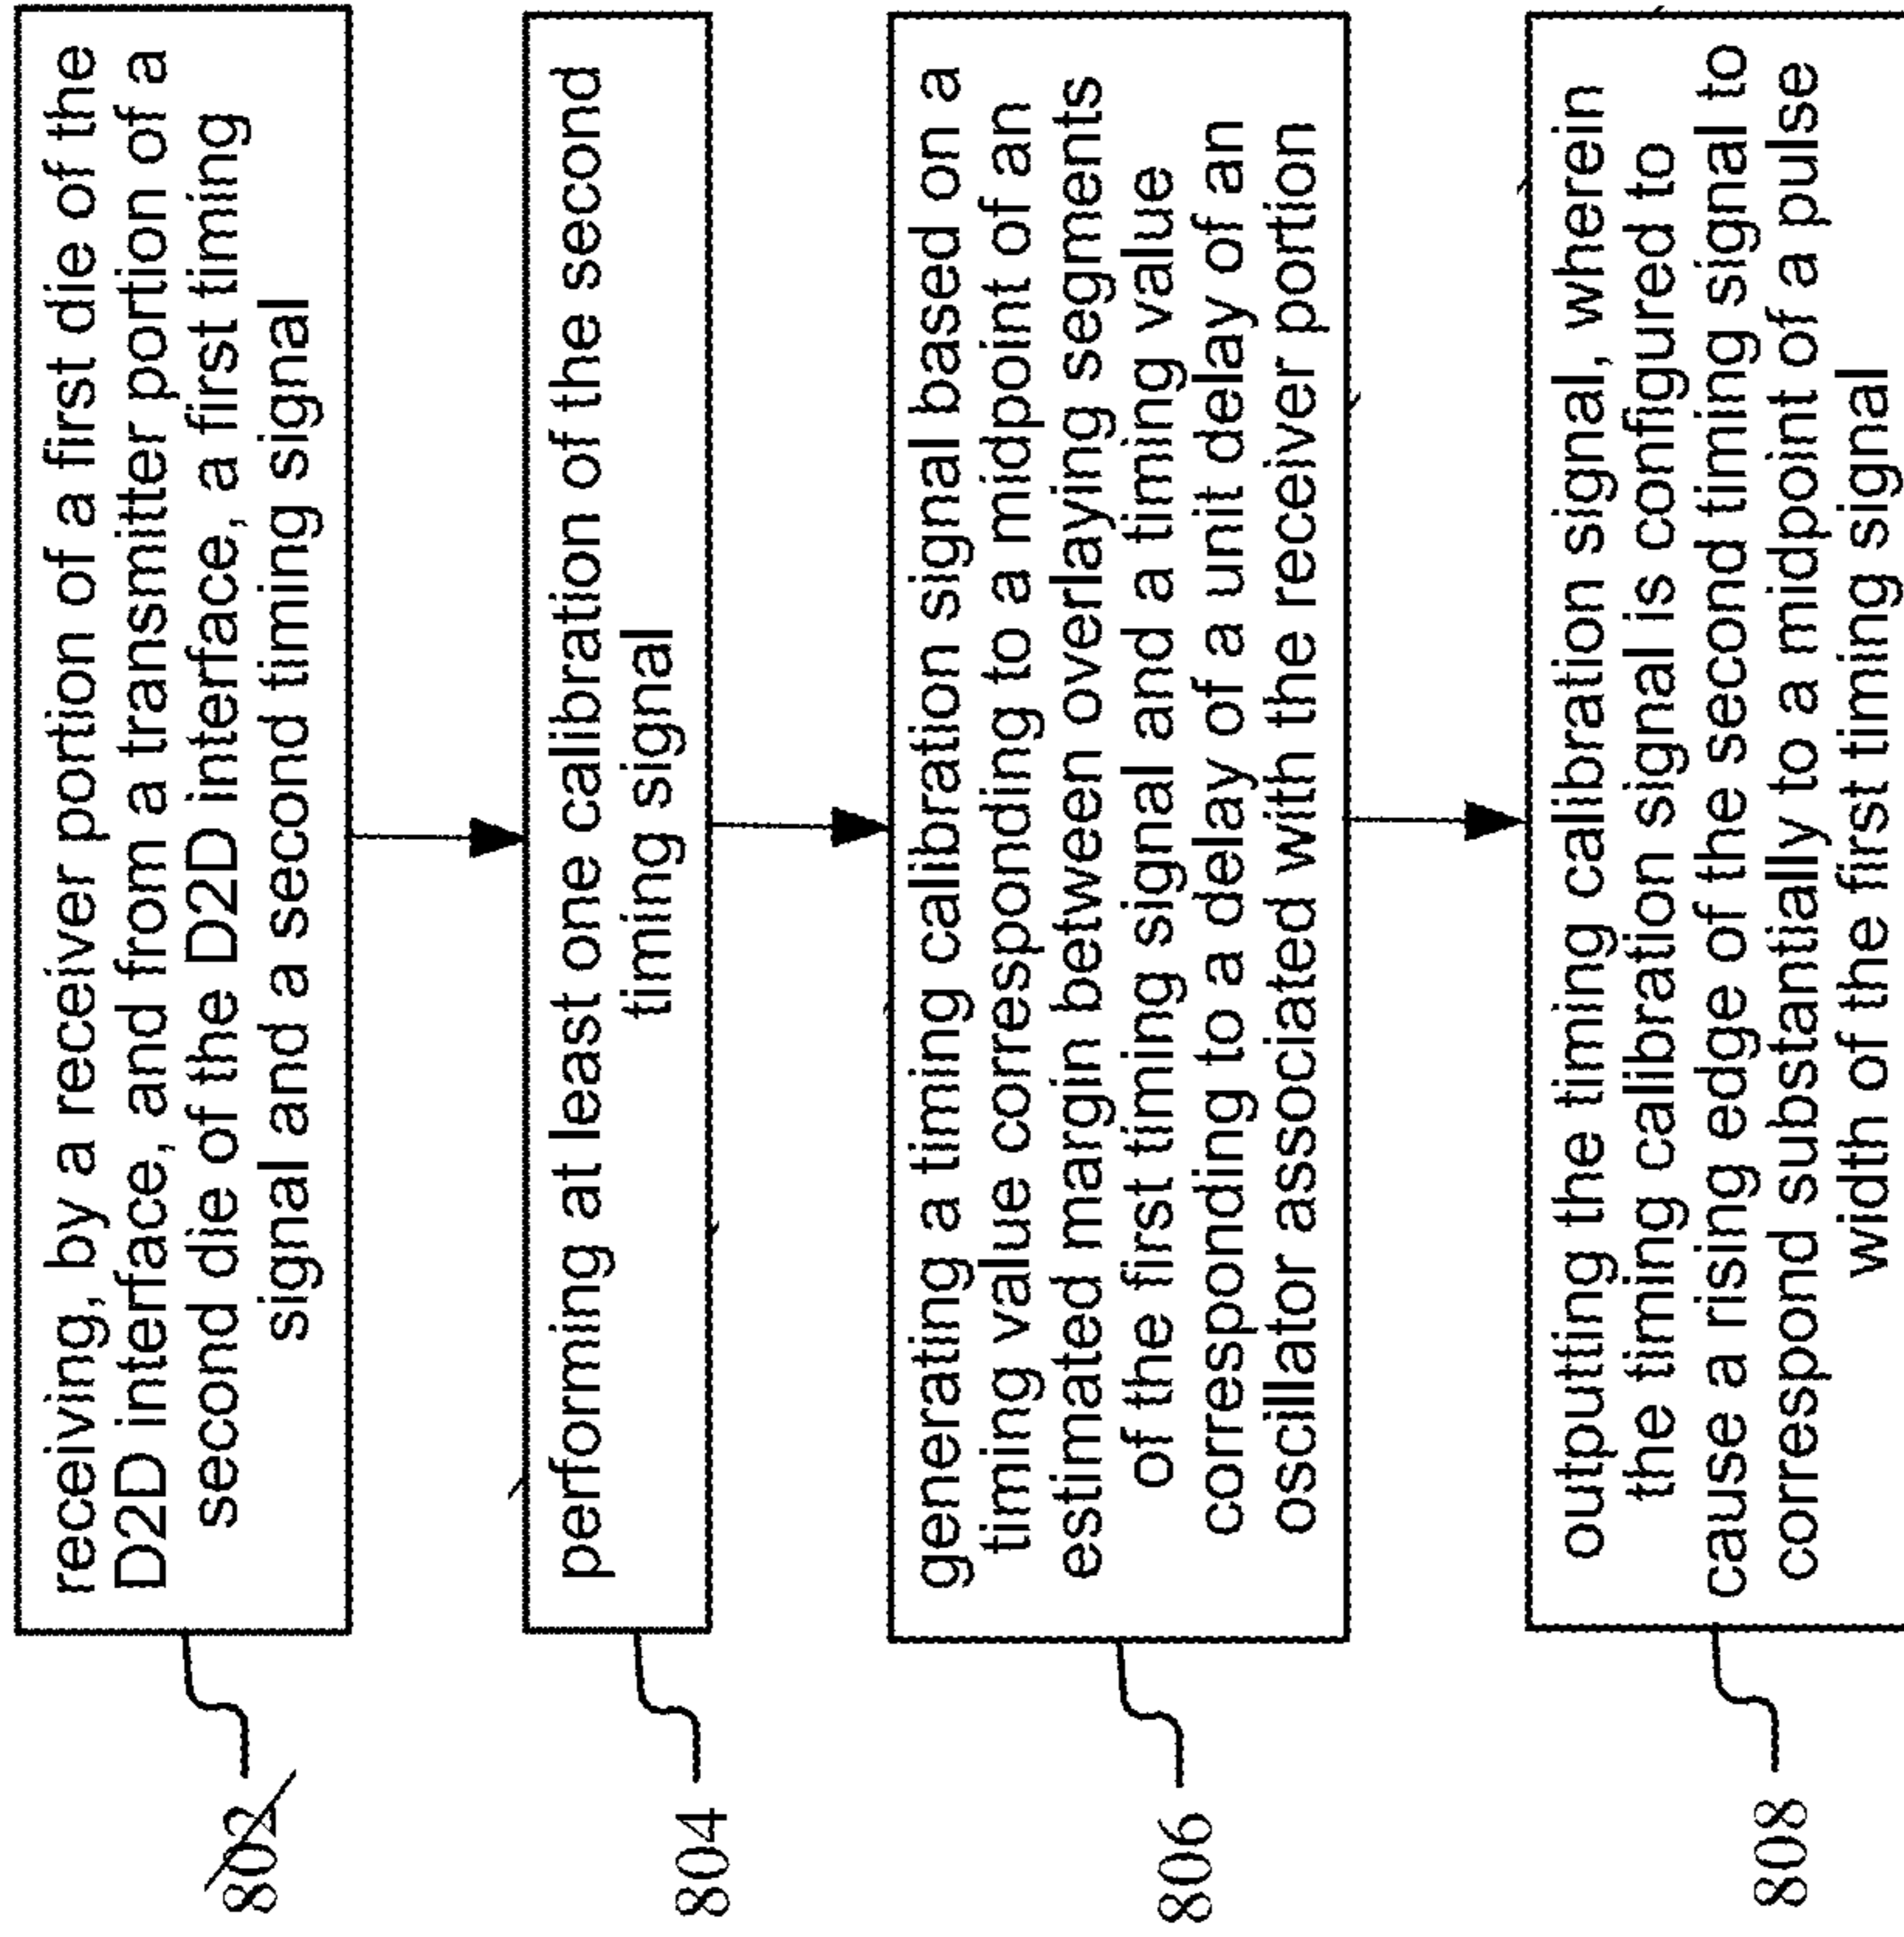 802
receiving, by a receiver portion of a first die of the
D2D interface, and from a transmitter portion of a
second die of the D2D interface, a first timing
signal and a second timing signal
804
performing at least one calibration of the second
timing signal
806
generating a timing calibration signal based on a
timing value corresponding to a midpoint of an
estimated margin between overlaying segments
of the first timing signal and a timing value
corresponding to a delay of a unit delay of an
oscillator associated with the receiver portion
808
outputting the timing calibration signal, wherein
the timing calibration signal is configured to
cause a rising edge of the second timing signal to
correspond substantially to a midpoint of a pulse
width of the first timing signal